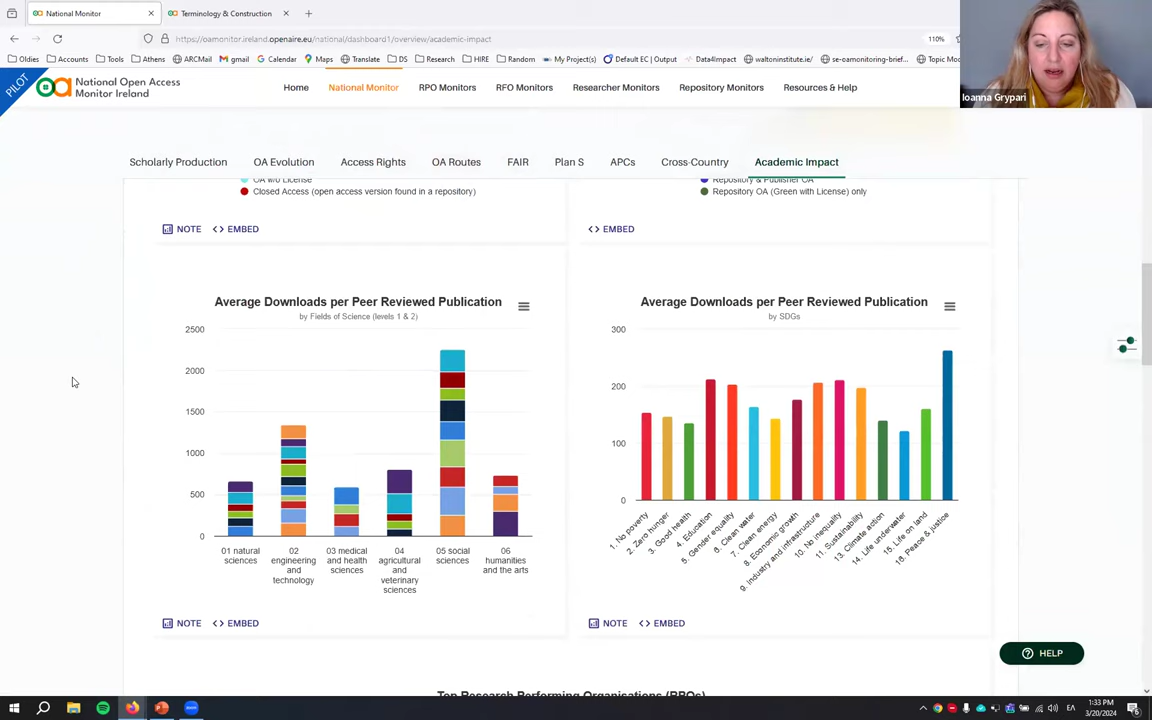 National Monitor
Terminology & Construction
https://oamonitor.ireland.openaire.eu/national/dashboard1/overview/academic-impact
110%
Oldies
Accounts
Tools
Athens
ARCMail
gmail
Calendar
Maps
Translate
DS
Research
HIRE
Random
My Project(s)
Default EC | Output
Data4Impact
waltoninstitute.ie/
se-eamonitoring-brief...
Topic Mod
PILOT
National Open Access
Monitor Ireland
Home
National Monitor
RPO Monitors
RFO Monitors
Researcher Monitors
Repository Monitors
Resources & Help
Ioanna Grypari
Scholarly Production
OA Evolution
Access Rights
OA Routes
FAIR
Plan S
APCs
Cross-Country
Academic Impact
OA w/o License
Closed Access (open access version found in a repository)
Repository & Publisher OA
Repository OA (Green with License) only
NOTE
EMBED
EMBED
Average Downloads per Peer Reviewed Publication
by Fields of Science (levels 1 & 2)
2500
2000
1500
1000
500
0
01 natural
sciences
02
engineering
and
technology
03 medical
and health
sciences
04
agricultural
and
veterinary
sciences
05 social
sciences
06
humanities
and the arts
NOTE
EMBED
Average Downloads per Peer Reviewed Publication
by SDGs
300
200
100
0
1. No poverty
2. Zero hunger
3. Good health
4. Education
5. Gender equality
6. Clean water
7. Clean energy
8. Economic growth
9. Industry and infrastructure
10. No inequality
11. Sustainability
13. Climate action
14. Life underwater
15. Life on land
16. Peace & justice
NOTE
EMBED
HELP
Top Research Performing Organisations (RPOs)
ΕΛ
1:33 PM
3/20/2024